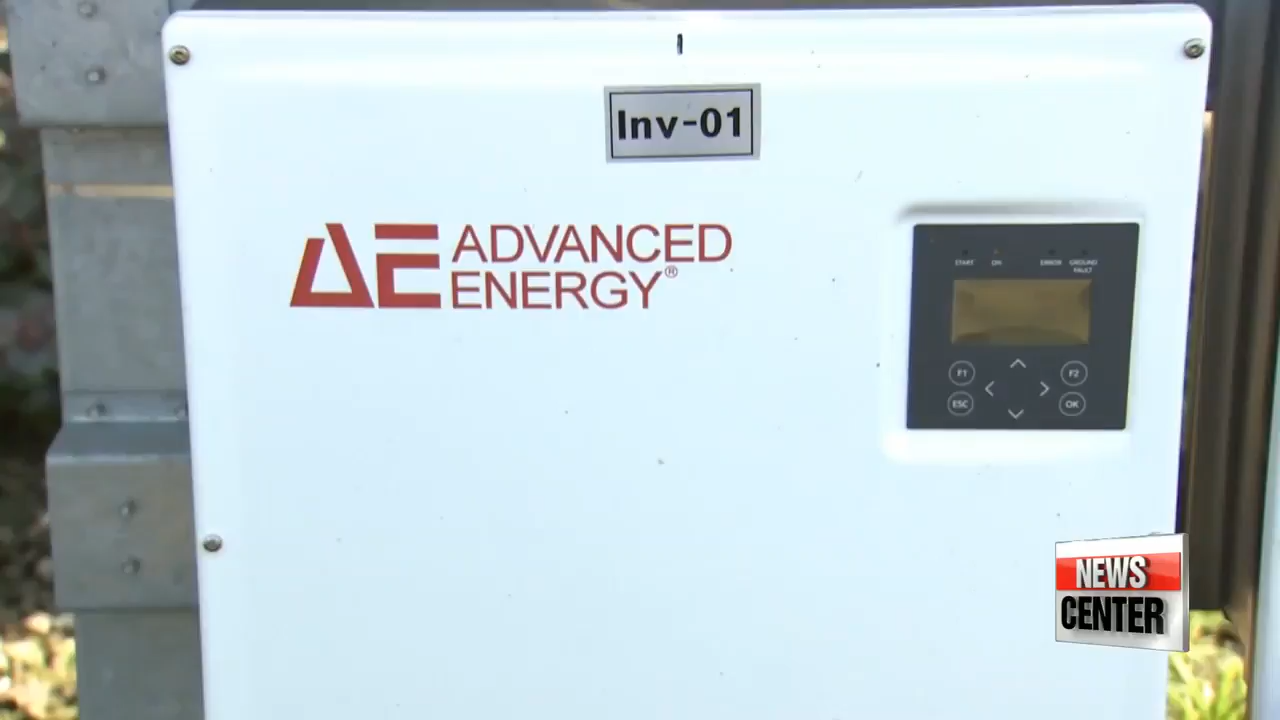 Inv-01
AE ADVANCED
ENERGY®
START ON ERROR GROUND
FAULT
F1 F2
ESC OK
NEWS
CENTER